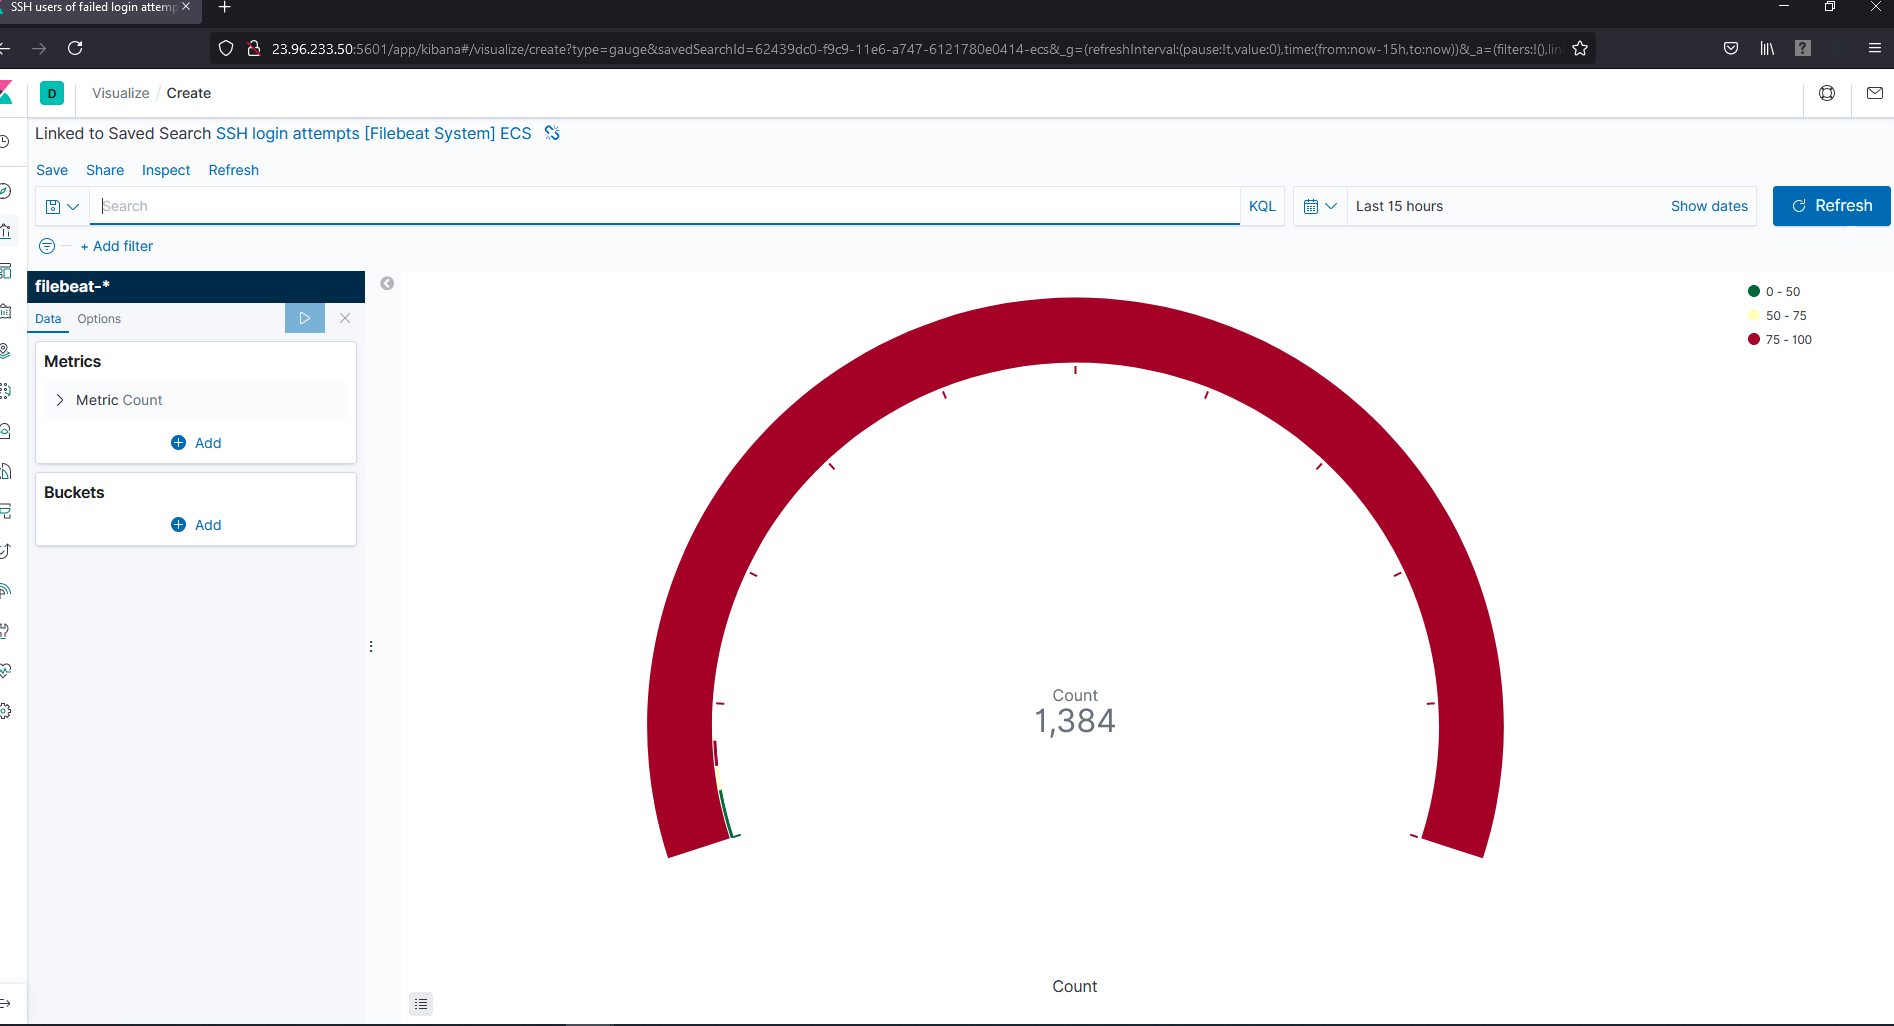 SSH users of failed login attemp
23.96.233.50:5601/app/kibana#/visualize/create?type=gauge&savedSearchId=62439dc0-f9c9-11e6-a747-6121780e0414-ecs&_g=(refreshInterval:(pause:!t,value:0),time:(from:now-15h,to:now))&_a=(filters:!(),lin
D
Visualize / Create
Linked to Saved Search SSH login attempts [Filebeat System] ECS
Save Share Inspect Refresh
Search
KQL
Last 15 hours
Show dates
Refresh
+ Add filter
filebeat-*
Data Options
Metrics
Metric Count
Add
Buckets
Add
0 - 50
50 - 75
75 - 100
Count
1,384
Count